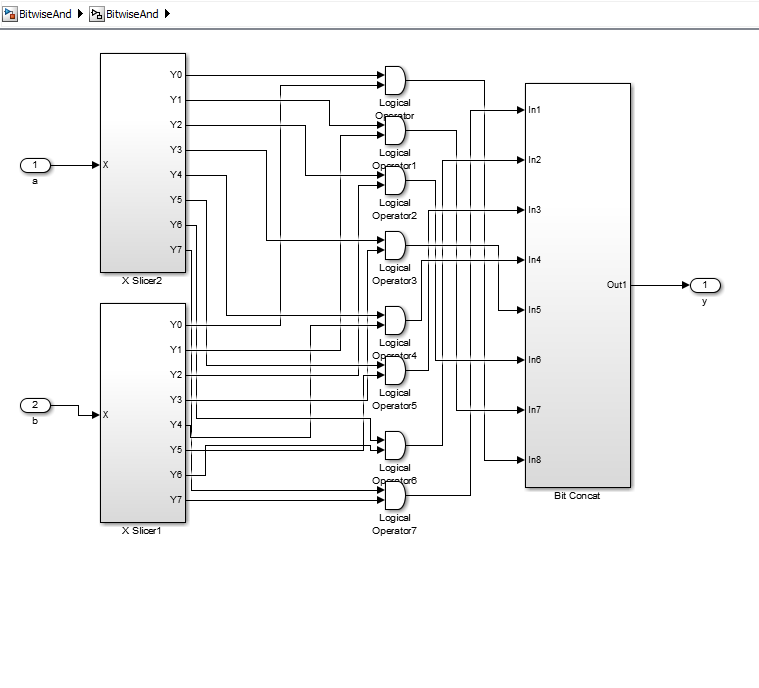 BitwiseAnd BitwiseAnd
1
a
X
Y0
Y1
Y2
Y3
Y4
Y5
Y6
Y7
X Slicer2
2
b
X
Y0
Y1
Y2
Y3
Y4
Y5
Y6
Y7
X Slicer1
Logical
Operator
Logical
Operator1
Logical
Operator2
Logical
Operator3
Logical
Operator4
Logical
Operator5
Logical
Operator6
Logical
Operator7
In1
In2
In3
In4
In5
In6
In7
In8
Out1
Bit Concat
1
y